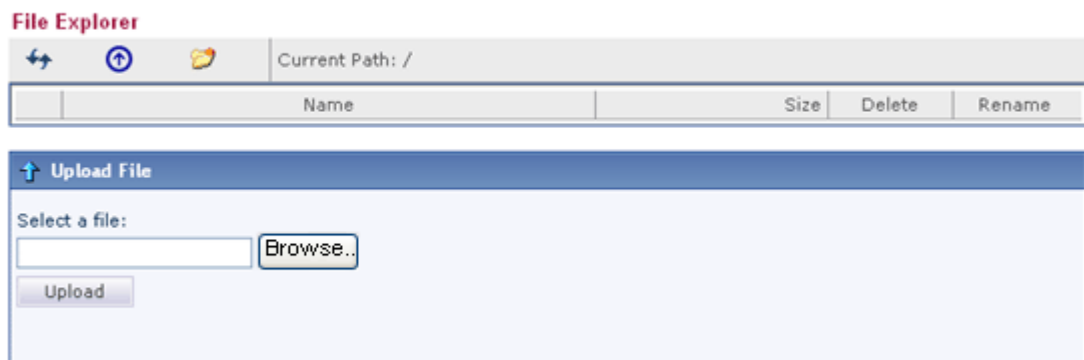 File Explorer
Current Path: /
Name Size Delete Rename
Upload File
Select a file:
Browse..
Upload